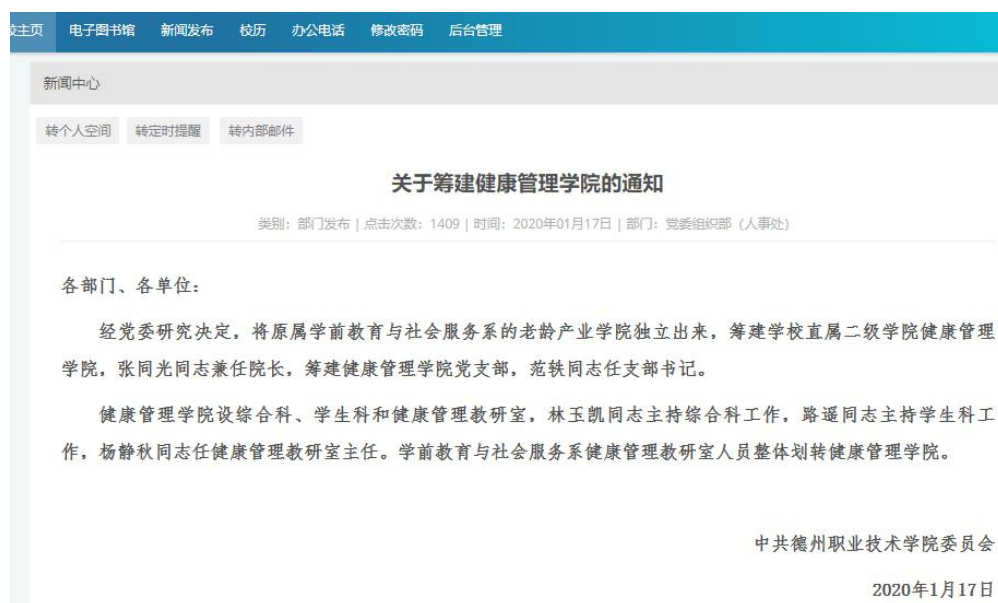 主页 电子图书馆 新闻发布 校历 办公电话 修改密码 后台管理
新闻中心
转个人空间 转定时提醒 转内部邮件
关于筹建健康管理学院的通知
类别：部门发布 | 点击次数：1409 | 时间：2020年01月17日 | 部门：党委组织部（人事处）
各部门、各单位：
经党委研究决定，将原属学前教育与社会服务系的老龄产业学院独立出来，筹建学校直属二级学院健康管理
学院，张同光同志兼任院长，筹建健康管理学院党支部，范轶同志任支部书记。
健康管理学院设综合科、学生科和健康管理教研室，林玉凯同志主持综合科工作，路遥同志主持学生科工
作，杨静秋同志任健康管理教研室主任。学前教育与社会服务系健康管理教研室人员整体划转健康管理学院。
中共德州职业技术学院委员会
2020年1月17日